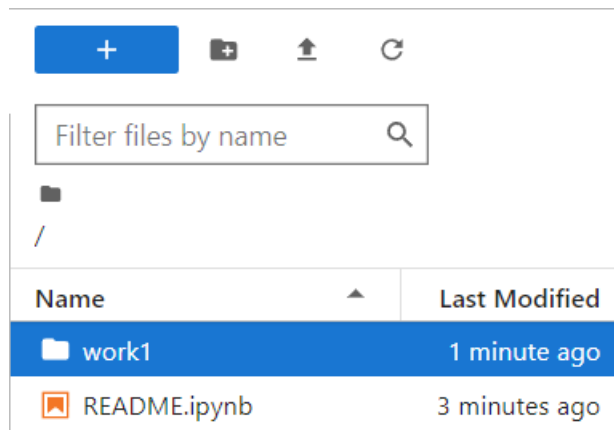 Filter files by name
/
Name Last Modified
work1 1 minute ago
README.ipynb 3 minutes ago